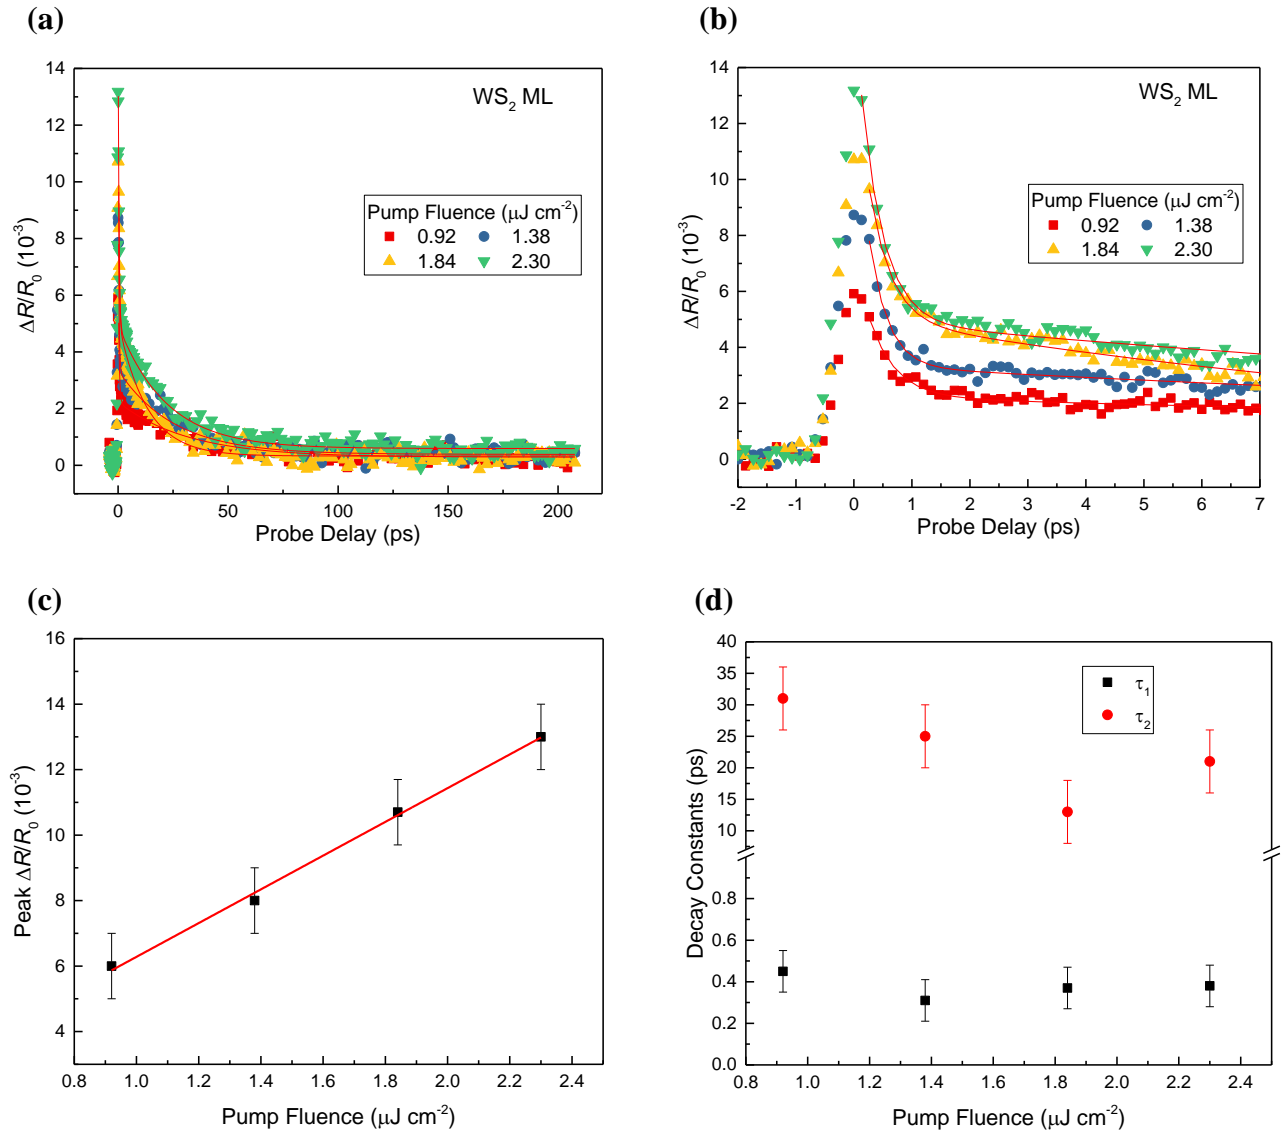 (a)
14
12
10
8
6
4
2
0
ΔR/R₀ (10⁻³)
WS₂ ML
Pump Fluence (μJ cm⁻²)
0.92 1.38
1.84 2.30
0 50 100 150 200
Probe Delay (ps)
(b)
14
12
10
8
6
4
2
0
ΔR/R₀ (10⁻³)
WS₂ ML
Pump Fluence (μJ cm⁻²)
0.92 1.38
1.84 2.30
-2 -1 0 1 2 3 4 5 6 7
Probe Delay (ps)
(c)
16
14
12
10
8
6
4
Peak ΔR/R₀ (10⁻³)
0.8 1.0 1.2 1.4 1.6 1.8 2.0 2.2 2.4
Pump Fluence (μJ cm⁻²)
(d)
40
35
30
25
20
15
10
0.8
0.6
0.4
0.2
0.0
Decay Constants (ps)
τ₁
τ₂
0.8 1.0 1.2 1.4 1.6 1.8 2.0 2.2 2.4
Pump Fluence (μJ cm⁻²)